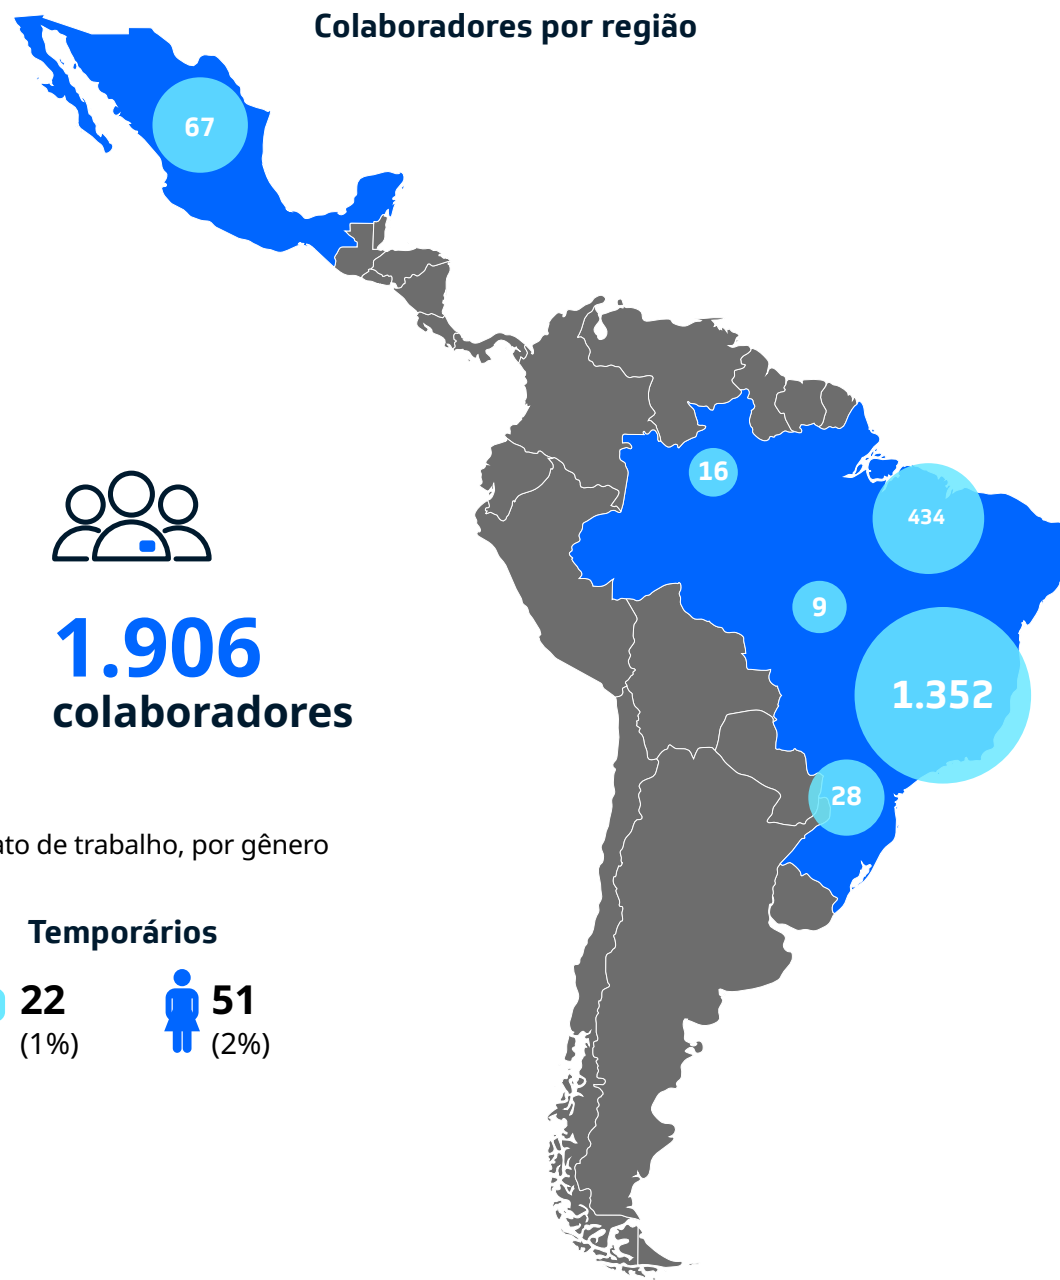 Colaboradores por região
67
16
434
9
1.352
28
1.906
colaboradores
de trabalho, por gênero
Temporários
22
(1%)
51
(2%)